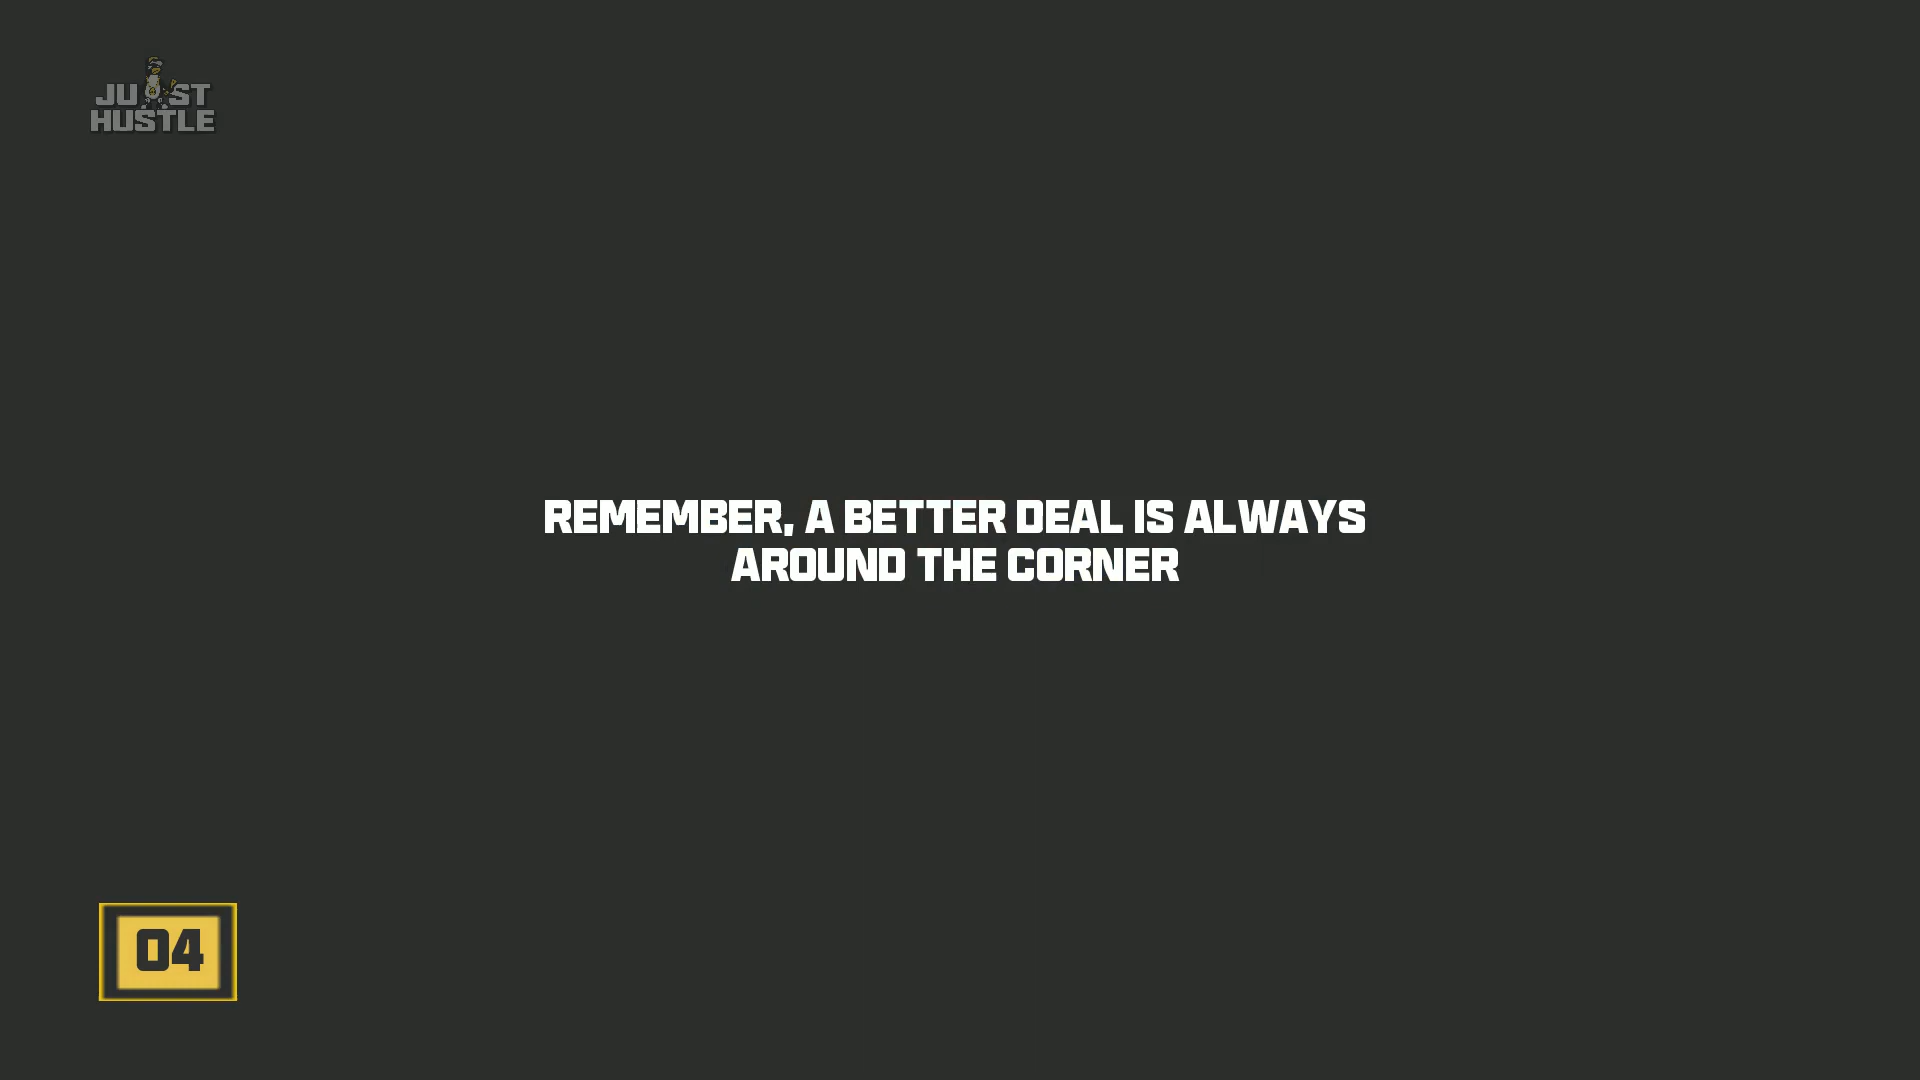 JUST
HUSTLE
REMEMBER, A BETTER DEAL IS ALWAYS
AROUND THE CORNER
04